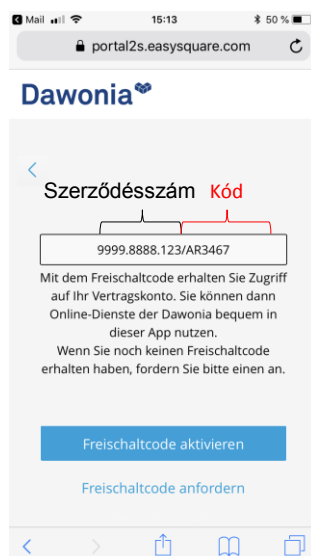 Mail 15:13 50 %
portal2s.easysquare.com
Dawonia
Szerződésszám Kód
9999.8888.123/AR3467
Mit dem Freischaltcode erhalten Sie Zugriff
auf Ihr Vertragskonto. Sie können dann
Online-Dienste der Dawonia bequem in
dieser App nutzen.
Wenn Sie noch keinen Freischaltcode
erhalten haben, fordern Sie bitte einen an.
Freischaltcode aktivieren
Freischaltcode anfordern